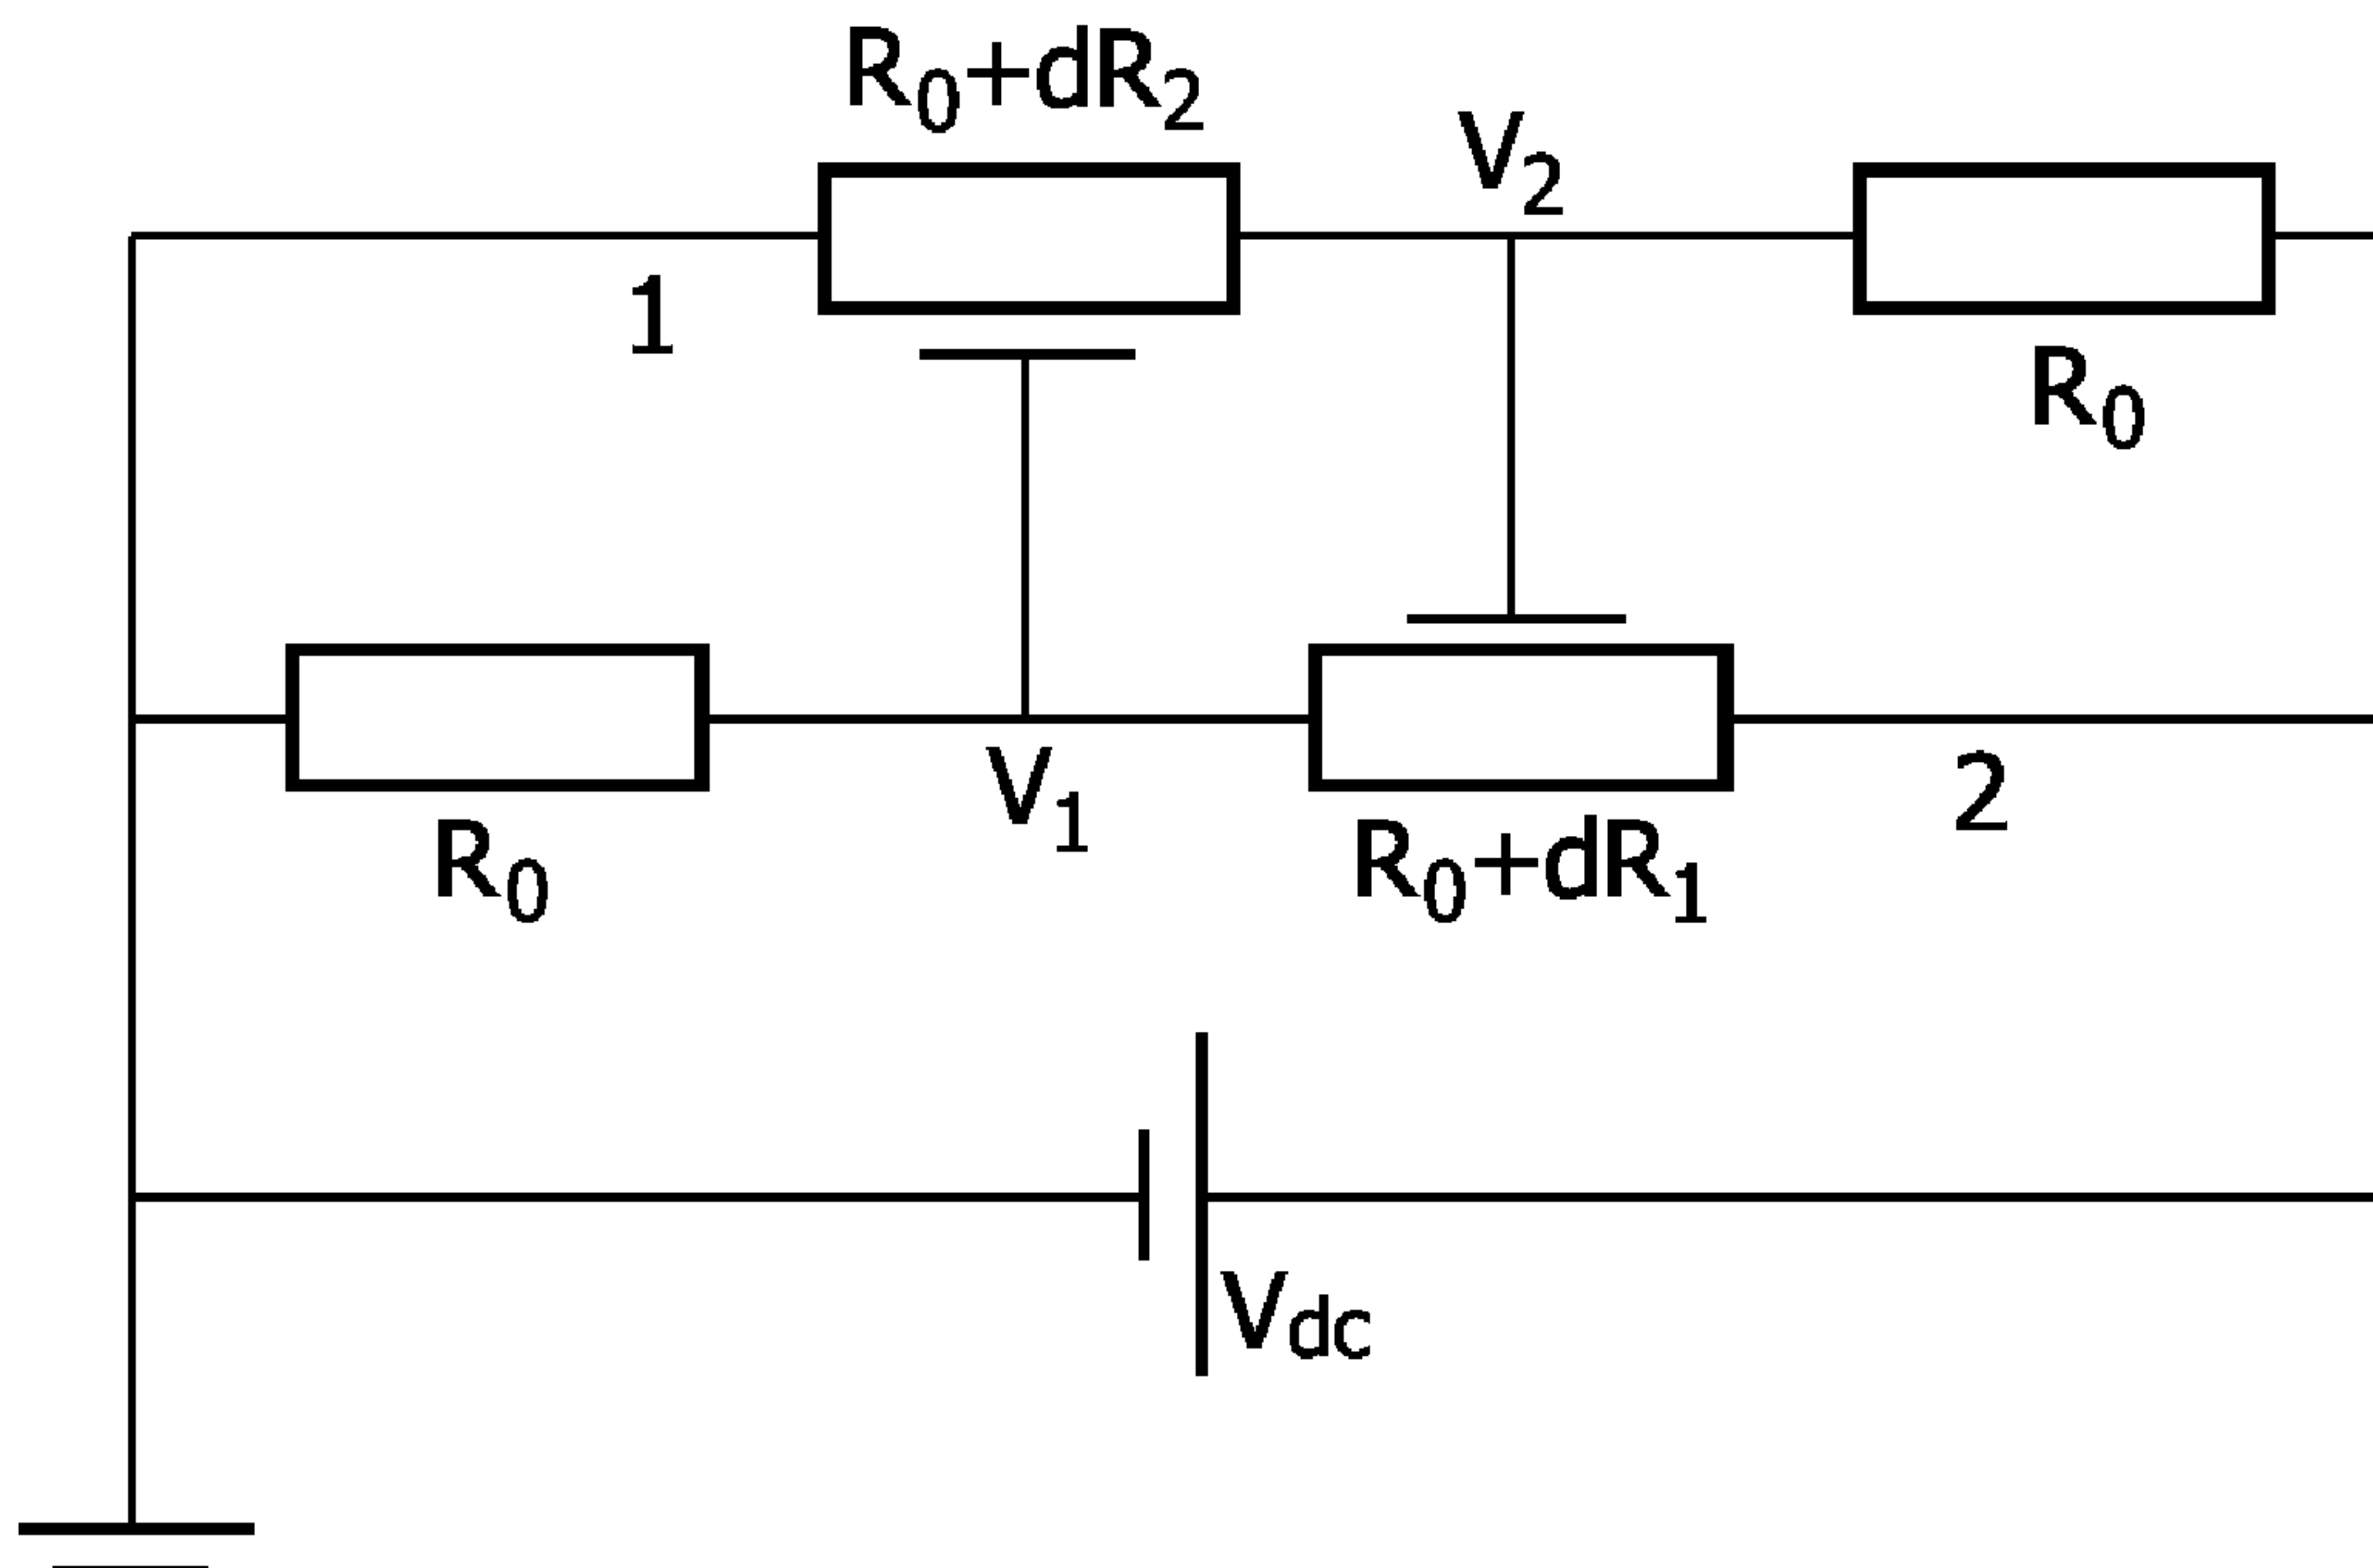 R₀+dR₂
V₂
1
R₀
V₁
2
R₀
R₀+dR₁
Vdc